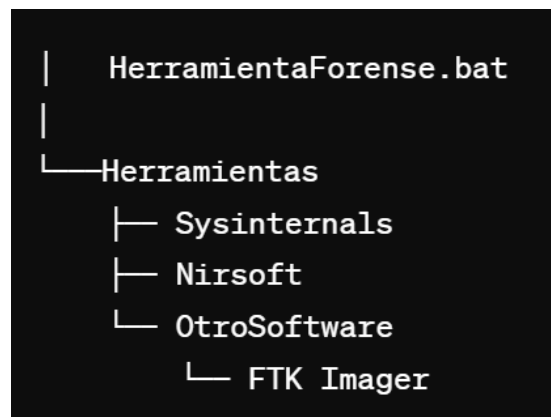 │   HerramientaForense.bat
│
└───Herramientas
    ├── Sysinternals
    ├── Nirsoft
    └── OtroSoftware
        └── FTK Imager